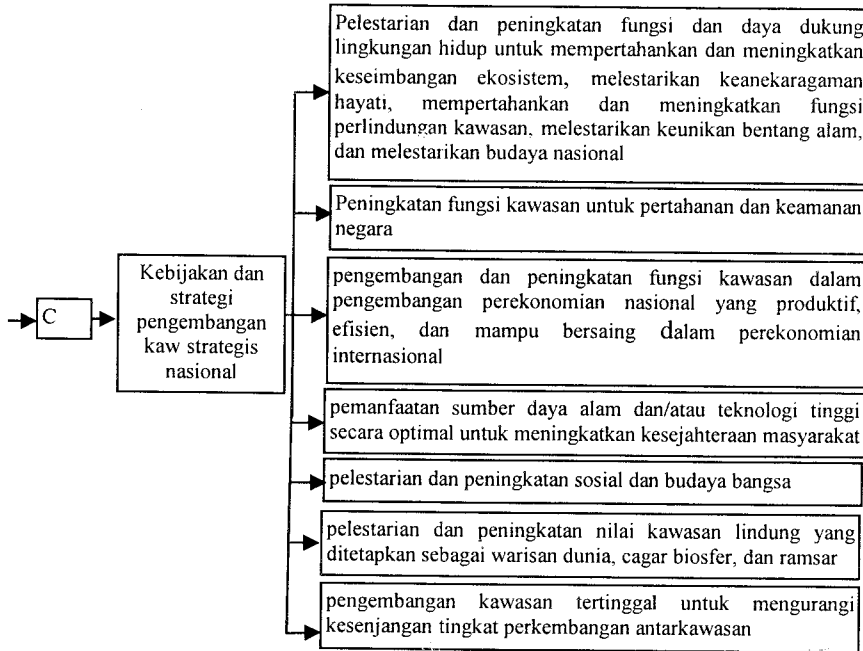 Pelestarian dan peningkatan fungsi dan daya dukung
lingkungan hidup untuk mempertahankan dan meningkatkan
keseimbangan ekosistem, melestarikan keanekaragaman
hayati, mempertahankan dan meningkatkan fungsi
perlindungan kawasan, melestarikan keunikan bentang alam,
dan melestarikan budaya nasional
Peningkatan fungsi kawasan untuk pertahanan dan keamanan
negara
C
Kebijakan dan
strategi
pengembangan
kaw strategis
nasional
pengembangan dan peningkatan fungsi kawasan dalam
pengembangan perekonomian nasional yang produktif,
efisien, dan mampu bersaing dalam perekonomian
internasional
pemanfaatan sumber daya alam dan/atau teknologi tinggi
secara optimal untuk meningkatkan kesejahteraan masyarakat
pelestarian dan peningkatan sosial dan budaya bangsa
pelestarian dan peningkatan nilai kawasan lindung yang
ditetapkan sebagai warisan dunia, cagar biosfer, dan ramsar
pengembangan kawasan tertinggal untuk mengurangi
kesenjangan tingkat perkembangan antarkawasan